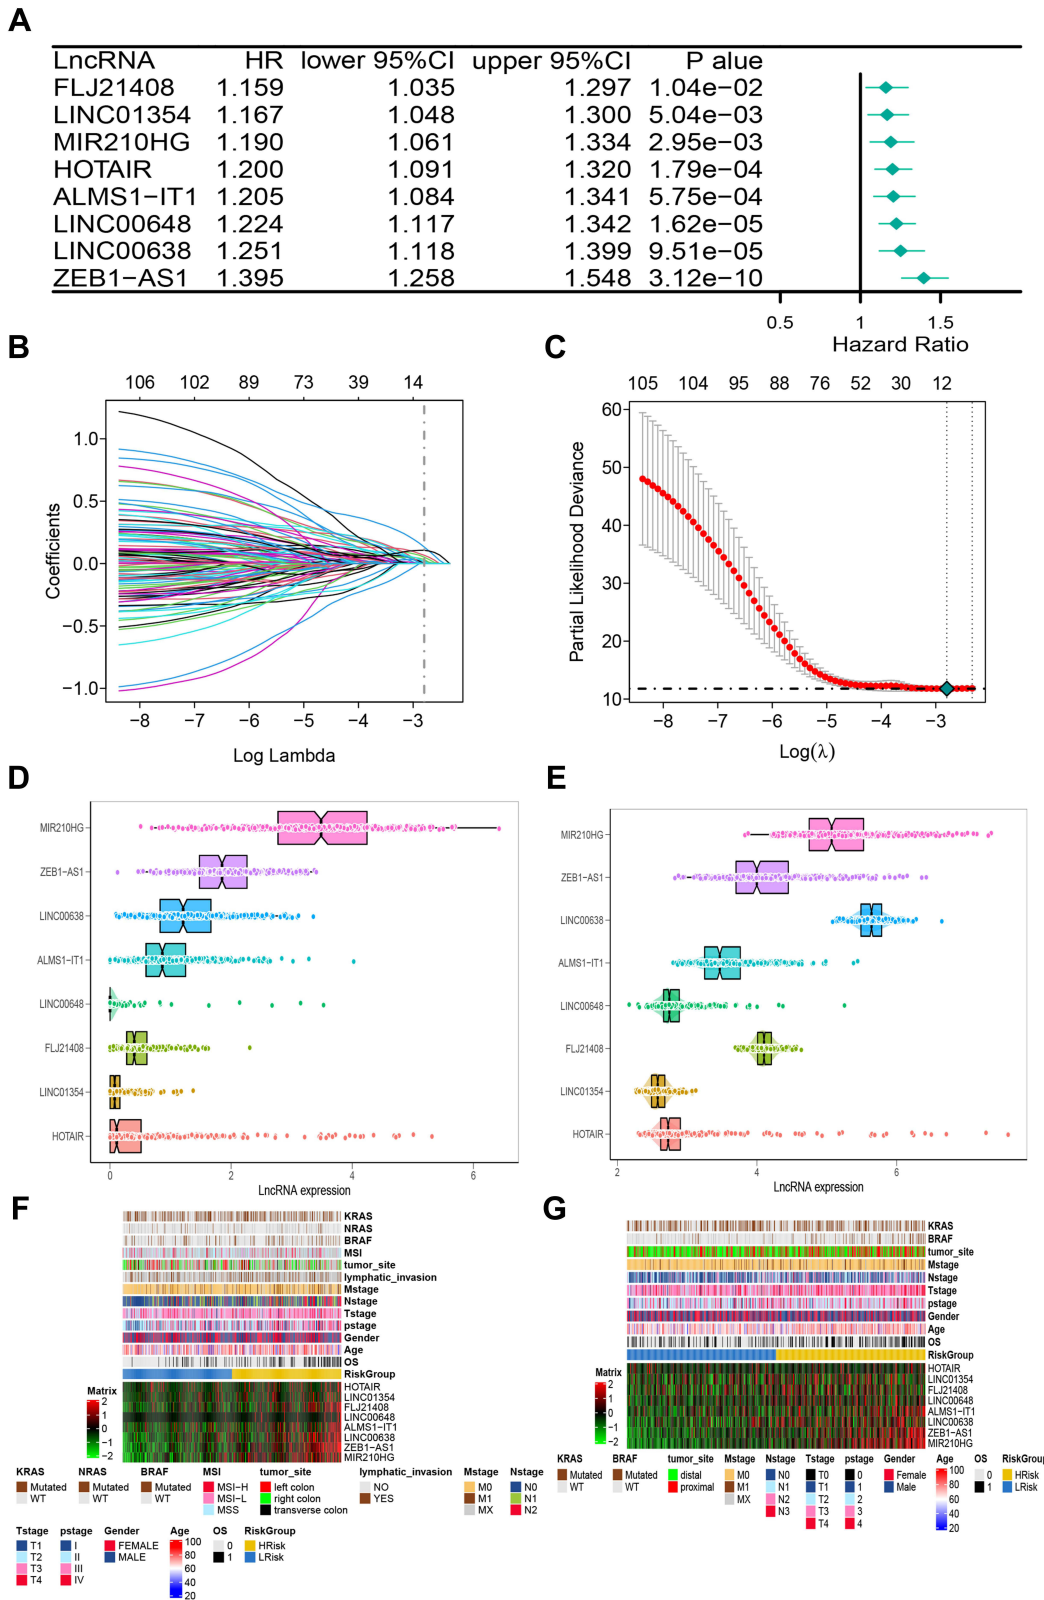 A
LncRNA HR lower 95%CI upper 95%CI P alue
FLJ21408 1.159 1.035 1.297 1.04e−02
LINC01354 1.167 1.048 1.300 5.04e−03
MIR210HG 1.190 1.061 1.334 2.95e−03
HOTAIR 1.200 1.091 1.320 1.79e−04
ALMS1−IT1 1.205 1.084 1.341 5.75e−04
LINC00648 1.224 1.117 1.342 1.62e−05
LINC00638 1.251 1.118 1.399 9.51e−05
ZEB1−AS1 1.395 1.258 1.548 3.12e−10
0.5 1 1.5
Hazard Ratio
B
106 102 89 73 39 14
1.0
0.5
0.0
−0.5
−1.0
Coefficients
−8 −7 −6 −5 −4 −3
Log Lambda
C
105 104 95 88 76 52 30 12
60
50
40
30
20
10
Partial Likelihood Deviance
−8 −7 −6 −5 −4 −3
Log(λ)
D
MIR210HG
ZEB1−AS1
LINC00638
ALMS1−IT1
LINC00648
FLJ21408
LINC01354
HOTAIR
0 2 4 6
LncRNA expression
E
MIR210HG
ZEB1−AS1
LINC00638
ALMS1−IT1
LINC00648
FLJ21408
LINC01354
HOTAIR
2 4 6
LncRNA expression
F
KRAS
NRAS
BRAF
MSI
tumor_site
lymphatic_invasion
Mstage
Nstage
Tstage
pstage
Gender
Age
OS
RiskGroup
HOTAIR
LINC01354
FLJ21408
LINC00648
ALMS1−IT1
LINC00638
ZEB1−AS1
MIR210HG
Matrix
2
1
0
−1
−2
KRAS NRAS BRAF MSI tumor_site lymphatic_invasion Mstage Nstage
Mutated Mutated Mutated MSI−H left colon NO M0 N0
WT WT WT MSI−L right colon YES M1 N1
MSS transverse colon MX N2
Tstage pstage Gender Age OS RiskGroup
T1 I FEMALE 100 0 HRisk
T2 II MALE 80 1 LRisk
T3 III 60
T4 IV 40
20
G
KRAS
BRAF
tumor_site
Mstage
Nstage
Tstage
pstage
Gender
Age
OS
RiskGroup
HOTAIR
LINC01354
FLJ21408
LINC00648
ALMS1−IT1
LINC00638
ZEB1−AS1
MIR210HG
Matrix
2
1
0
−1
−2
KRAS BRAF tumor_site Mstage Nstage Tstage pstage Gender Age OS RiskGroup
Mutated Mutated distal M0 N0 T0 0 Female 100 0 HRisk
WT WT proximal M1 N1 T1 1 Male 80 1 LRisk
MX N2 T2 2 60
N3 T3 3 40
T4 4 20